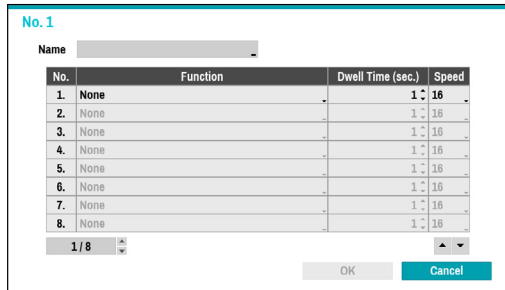 No. 1
Name
No. Function Dwell Time (sec.) Speed
1. None 1 16
2. None 1 16
3. None 1 16
4. None 1 16
5. None 1 16
6. None 1 16
7. None 1 16
8. None 1 16
1 / 8
OK Cancel